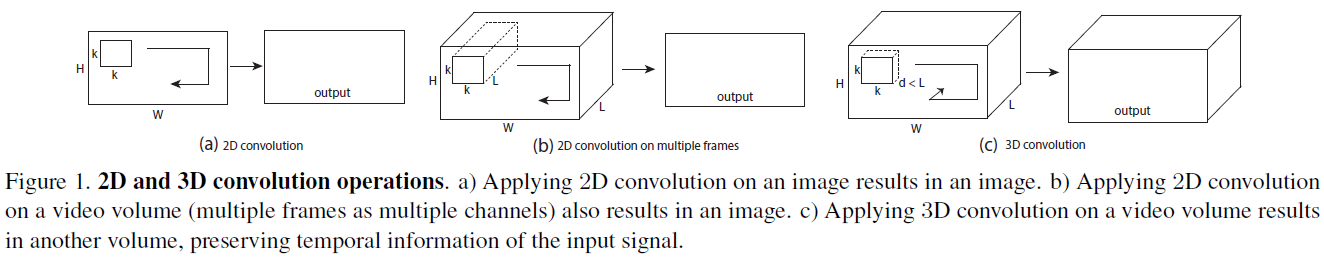 k
H
k
W
output
(a) 2D convolution
k
H
k
L
L
W
output
(b) 2D convolution on multiple frames
k
H
k
d < L
L
W
output
(c) 3D convolution
Figure 1. 2D and 3D convolution operations. a) Applying 2D convolution on an image results in an image. b) Applying 2D convolution
on a video volume (multiple frames as multiple channels) also results in an image. c) Applying 3D convolution on a video volume results
in another volume, preserving temporal information of the input signal.